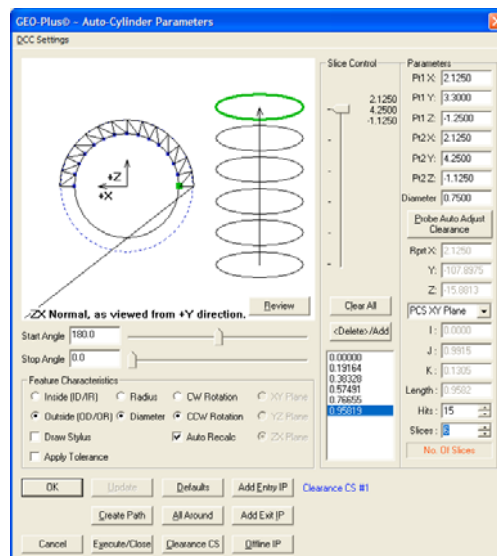 GEO-Plus© - Auto-Cylinder Parameters
DCC Settings
+Z
+X
ZX Normal, as viewed from +Y direction.
Review
Start Angle 180.0
Stop Angle 0.0
Feature Characteristics
Inside (ID/IR) Radius CW Rotation XY Plane
Outside (OD/OR) Diameter CCW Rotation YZ Plane
Draw Stylus Auto Recalc ZX Plane
Apply Tolerance
Slice Control
2.1250
4.2500
-1.1250
Clear All
<Delete>/Add
0.00000
0.19164
0.38328
0.57491
0.76655
0.95819
Parameters
Pt1 X: 2.1250
Pt1 Y: 3.3000
Pt1 Z: -1.2500
Pt2 X: 2.1250
Pt2 Y: 4.2500
Pt2 Z: -1.1250
Diameter 0.7500
Probe Auto Adjust
Clearance
Rprt X: 2.1250
Y: -107.8975
Z: -15.8013
PCS XY Plane
I : 0.0000
J : 0.9915
K : 0.1305
Length : 0.9582
Hits : 15
Slices : 6
No. Of Slices
OK Update Defaults Add Entry IP Clearance CS #1
Create Path All Around Add Exit IP
Cancel Execute/Close Clearance CS Offline IP